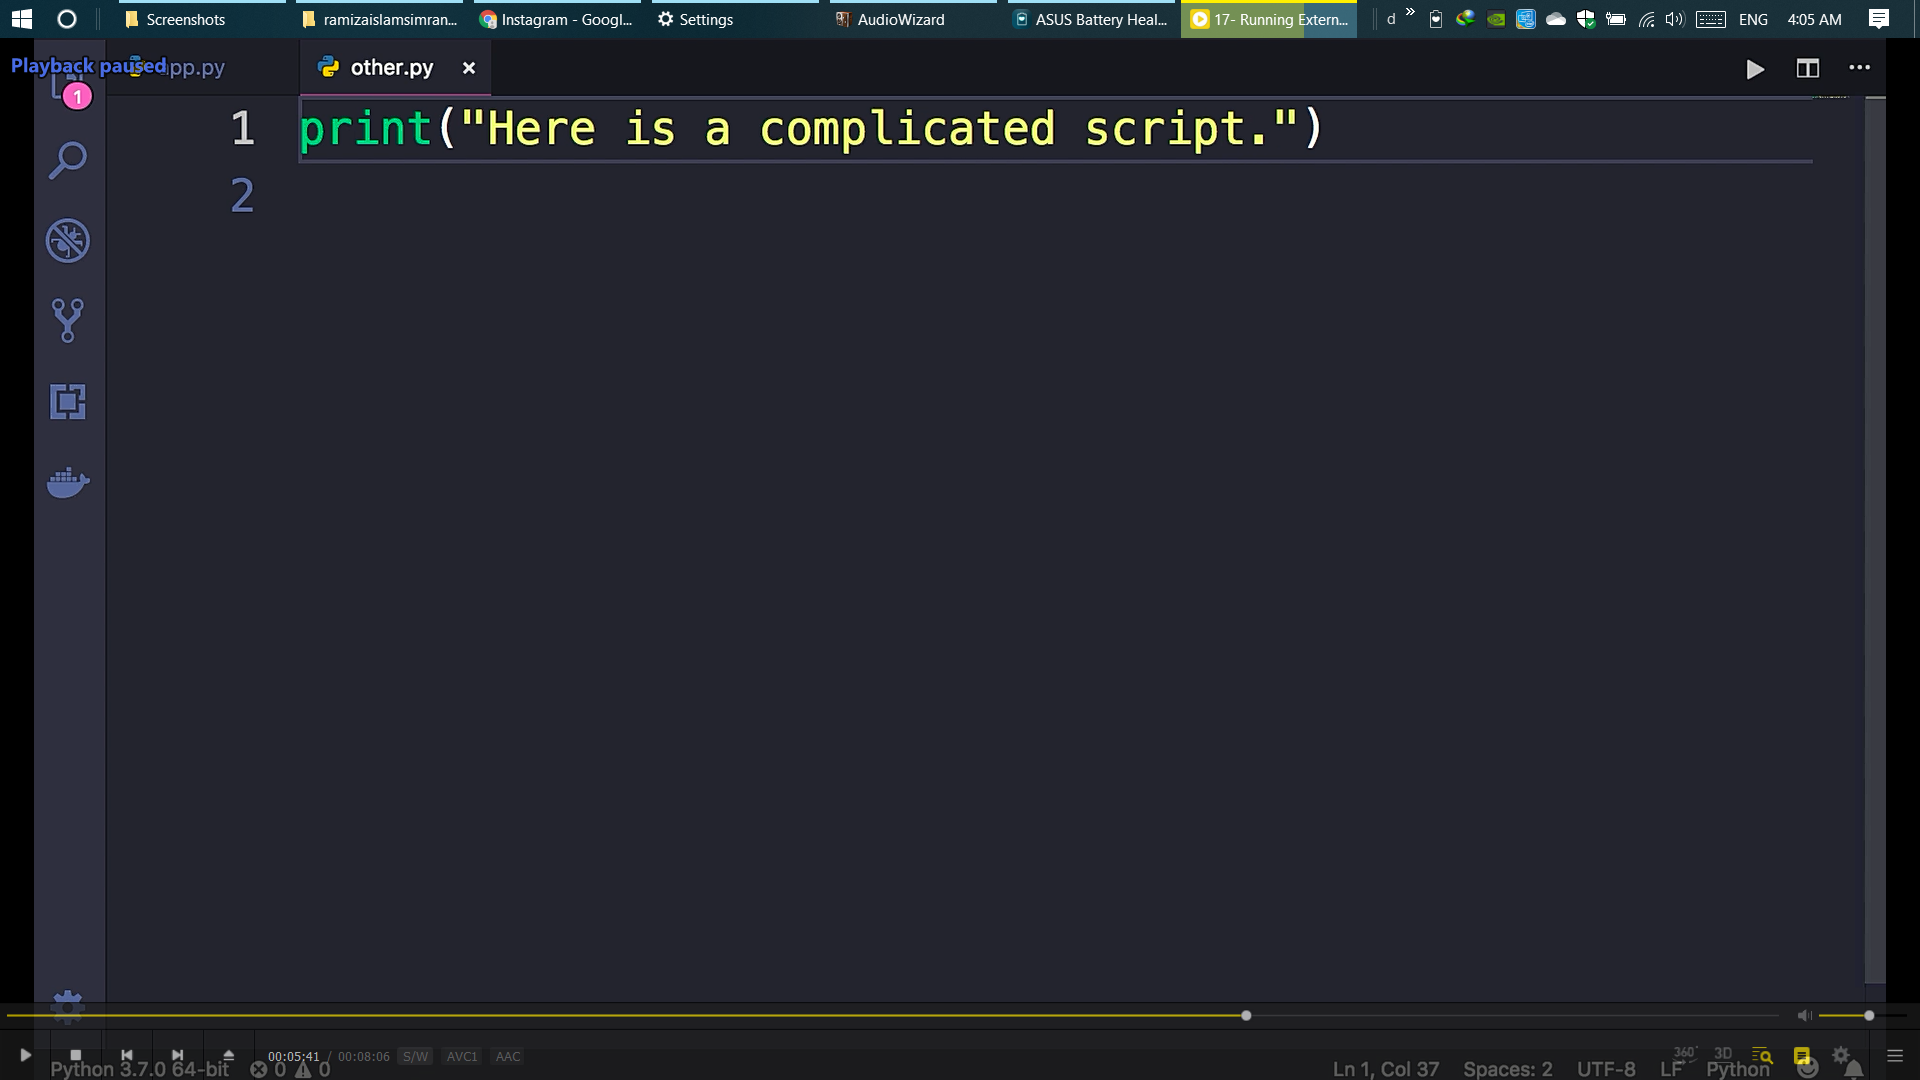 Screenshots ramizaislamsimran... Instagram - Googl... Settings AudioWizard ASUS Battery Heal... 17- Running Extern... d » ENG 4:05 AM
Playback paused app.py other.py × ...
1
1 print("Here is a complicated script.")
2
00:05:41 / 00:08:06 S/W AVC1 AAC 360° 3D
Python 3.7.0 64-bit 0 0 Ln 1, Col 37 Spaces: 2 UTF-8 LF Python